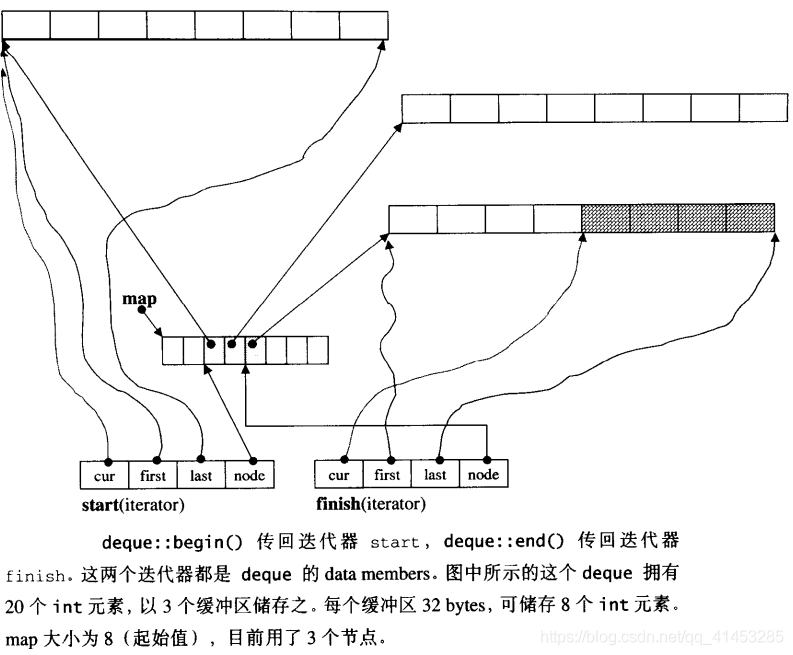 map
cur first last node
cur first last node
start(iterator)
finish(iterator)
deque::begin() 传回迭代器 start，deque::end() 传回迭代器
finish。这两个迭代器都是 deque 的 data members。图中所示的这个 deque 拥有
20 个 int 元素，以 3 个缓冲区储存之。每个缓冲区 32 bytes，可储存 8 个 int 元素。
map 大小为 8（起始值），目前用了 3 个节点。
https://blog.csdn.net/qq_41453285